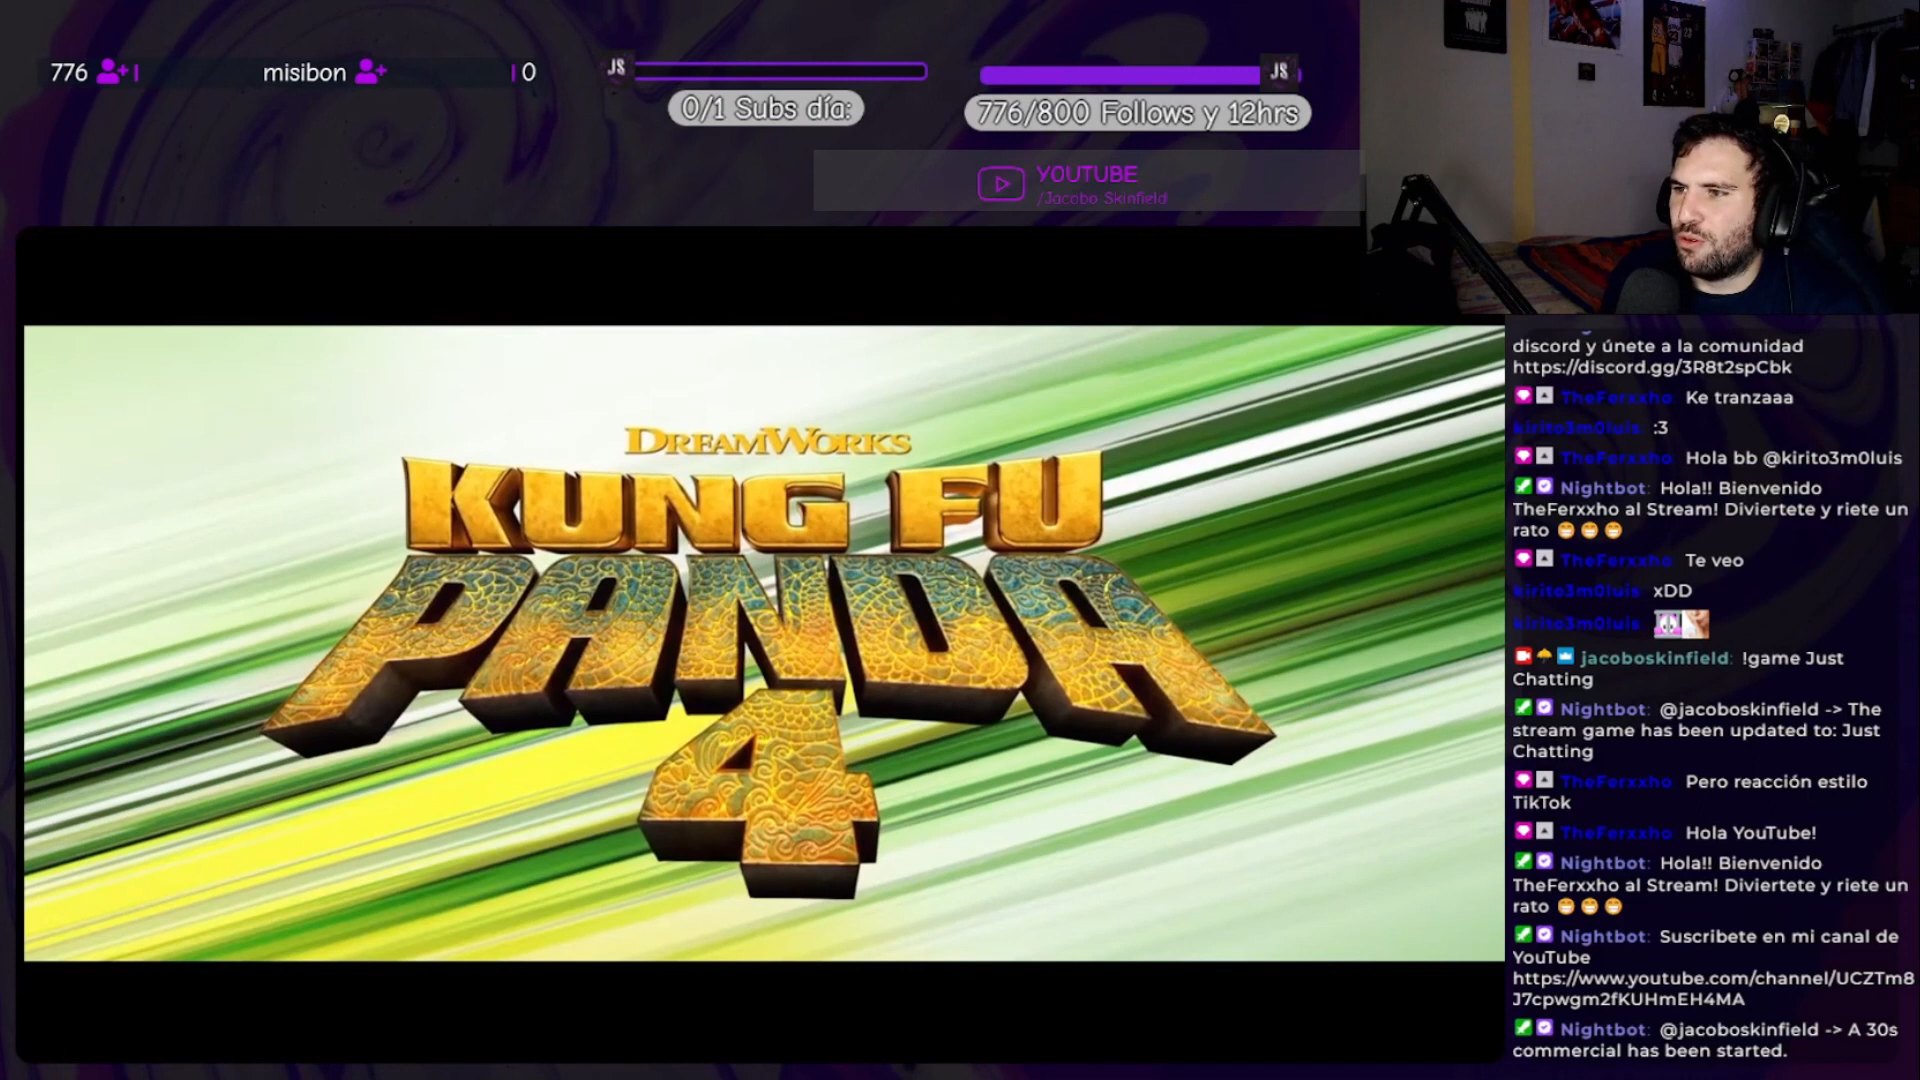 776
misibon
0
JS
JS
0/1 Subs día:
776/800 Follows y 12hrs
YOUTUBE
/Jacobo Skinfield
DREAMWORKS
KUNG FU
PANDA
4
discord y únete a la comunidad
https://discord.gg/3R8t2spCbk
TheFerxxho: Ke tranzaaa
kirito3m0luis: :3
TheFerxxho: Hola bb @kirito3m0luis
Nightbot: Hola!! Bienvenido
TheFerxxho al Stream! Diviertete y riete un
rato 😁 😁 😁
TheFerxxho: Te veo
kirito3m0luis: xDD
kirito3m0luis:
jacoboskinfield: !game Just
Chatting
Nightbot: @jacoboskinfield -> The
stream game has been updated to: Just
Chatting
TheFerxxho: Pero reacción estilo
TikTok
TheFerxxho: Hola YouTube!
Nightbot: Hola!! Bienvenido
TheFerxxho al Stream! Diviertete y riete un
rato 😁 😁 😁
Nightbot: Suscribete en mi canal de
YouTube
https://www.youtube.com/channel/UCZTm8
J7cpwgm2fKUHmEH4MA
Nightbot: @jacoboskinfield -> A 30s
commercial has been started.